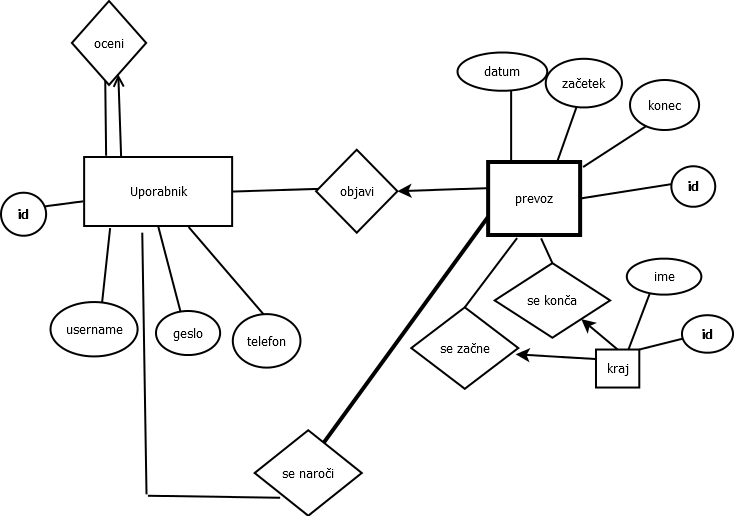 oceni
datum
začetek
konec
Uporabnik
objavi
prevoz
id
id
ime
se konča
username
geslo
telefon
se začne
id
kraj
se naroči